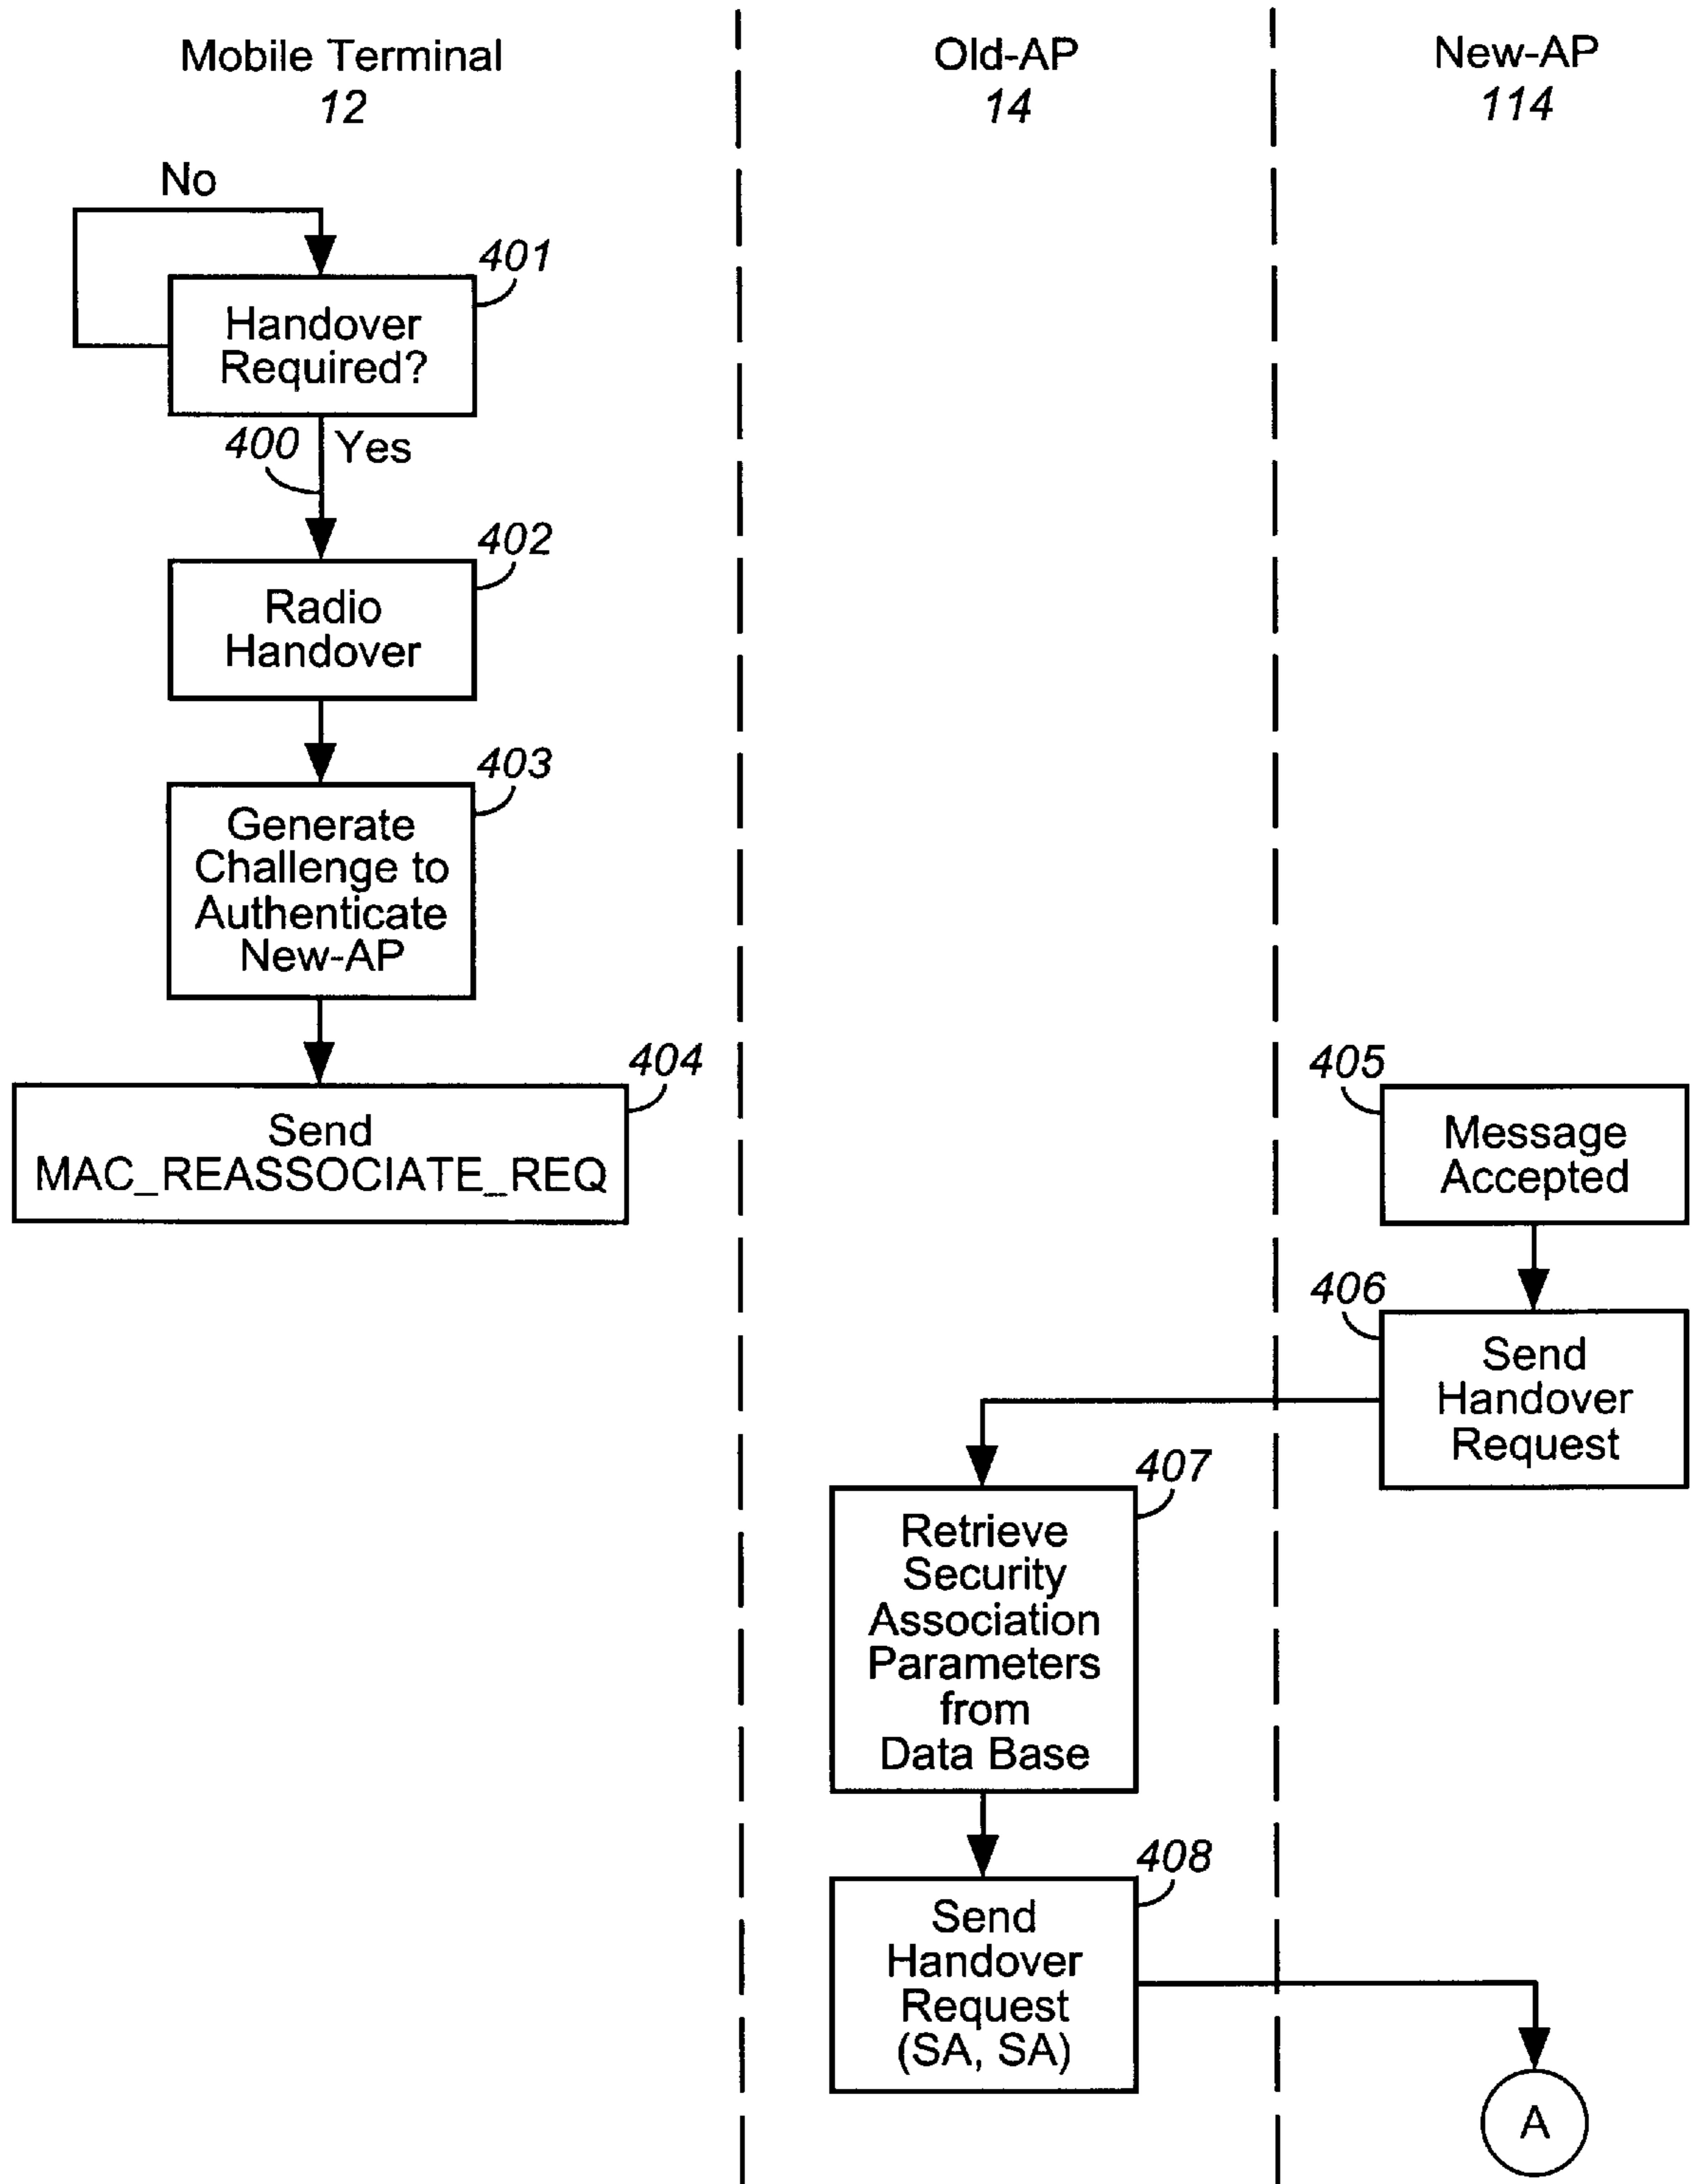 Mobile Terminal
12
Old-AP
14
New-AP
114
No
401
Handover
Required?
400
Yes
402
Radio
Handover
403
Generate
Challenge to
Authenticate
New-AP
404
Send
MAC_REASSOCIATE_REQ
405
Message
Accepted
406
Send
Handover
Request
407
Retrieve
Security
Association
Parameters
from
Data Base
408
Send
Handover
Request
(SA, SA)
A